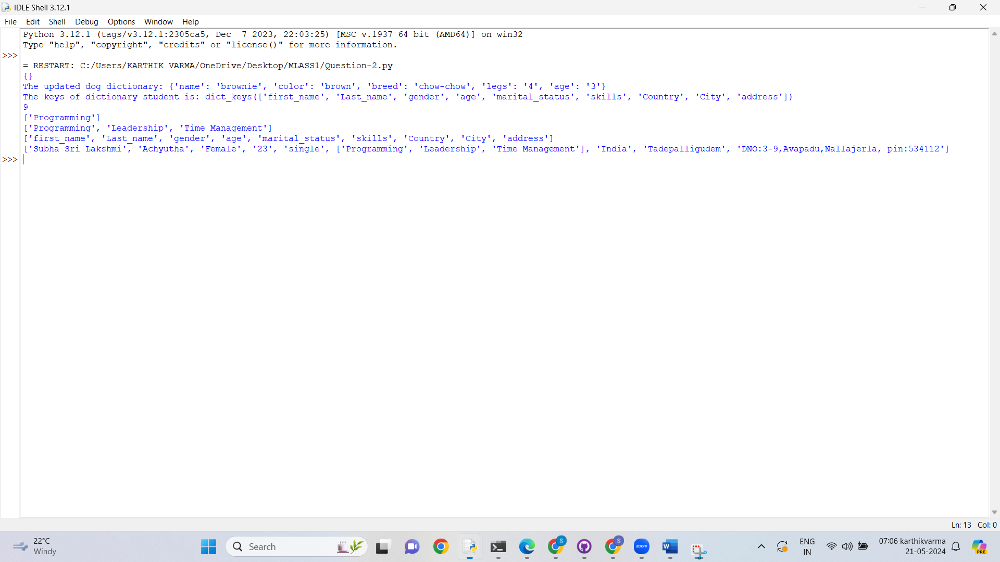 IDLE Shell 3.12.1
File Edit Shell Debug Options Window Help
Python 3.12.1 (tags/v3.12.1:2305ca5, Dec  7 2023, 22:03:25) [MSC v.1937 64 bit (AMD64)] on win32
Type "help", "copyright", "credits" or "license()" for more information.
>>>
= RESTART: C:/Users/KARTHIK VARMA/OneDrive/Desktop/MLASS1/Question-2.py
{}
The updated dog dictionary: {'name': 'brownie', 'color': 'brown', 'breed': 'chow-chow', 'legs': '4', 'age': '3'}
The keys of dictionary student is: dict_keys(['first_name', 'Last_name', 'gender', 'age', 'marital_status', 'skills', 'Country', 'City', 'address'])
9
['Programming']
['Programming', 'Leadership', 'Time Management']
['first_name', 'Last_name', 'gender', 'age', 'marital_status', 'skills', 'Country', 'City', 'address']
['Subha Sri Lakshmi', 'Achyutha', 'Female', '23', 'single', ['Programming', 'Leadership', 'Time Management'], 'India', 'Tadepalligudem', 'DNO:3-9,Avapadu,Nallajerla, pin:534112']
>>>
Ln: 13 Col: 0
22°C
Windy
Search
S
S
zoom
W
ENG
IN
07:06 karthikvarma
21-05-2024
PRE